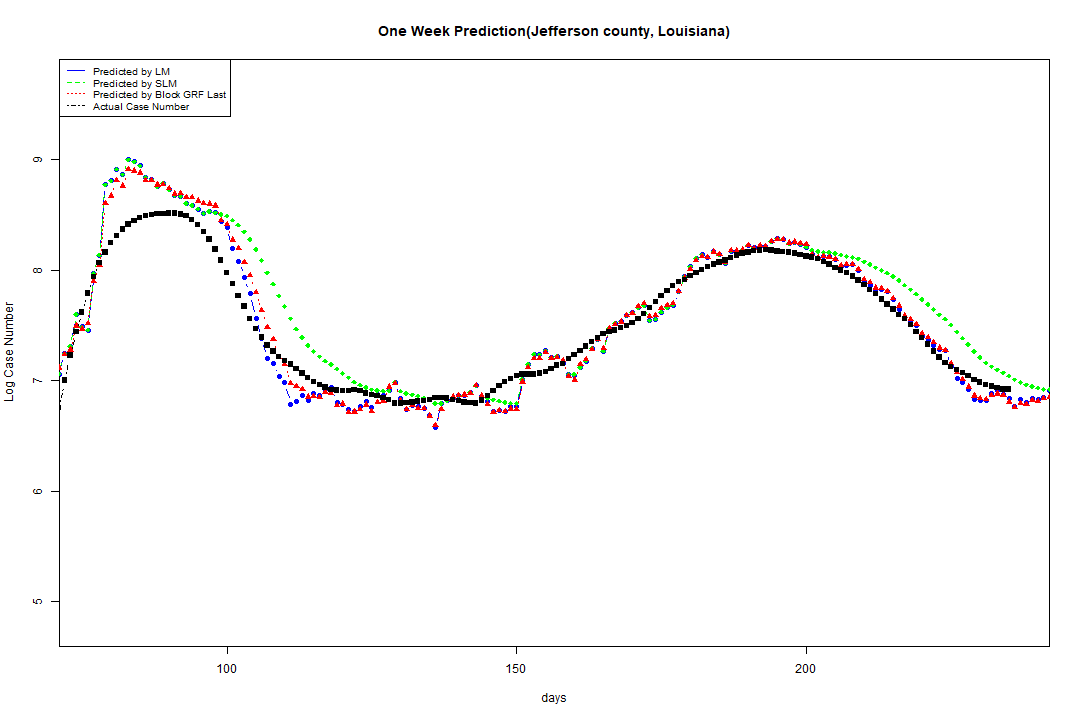 One Week Prediction(Jefferson county, Louisiana)
Predicted by LM
Predicted by SLM
Predicted by Block GRF Last
Actual Case Number
9
8
7
6
5
Log Case Number
100 150 200
days